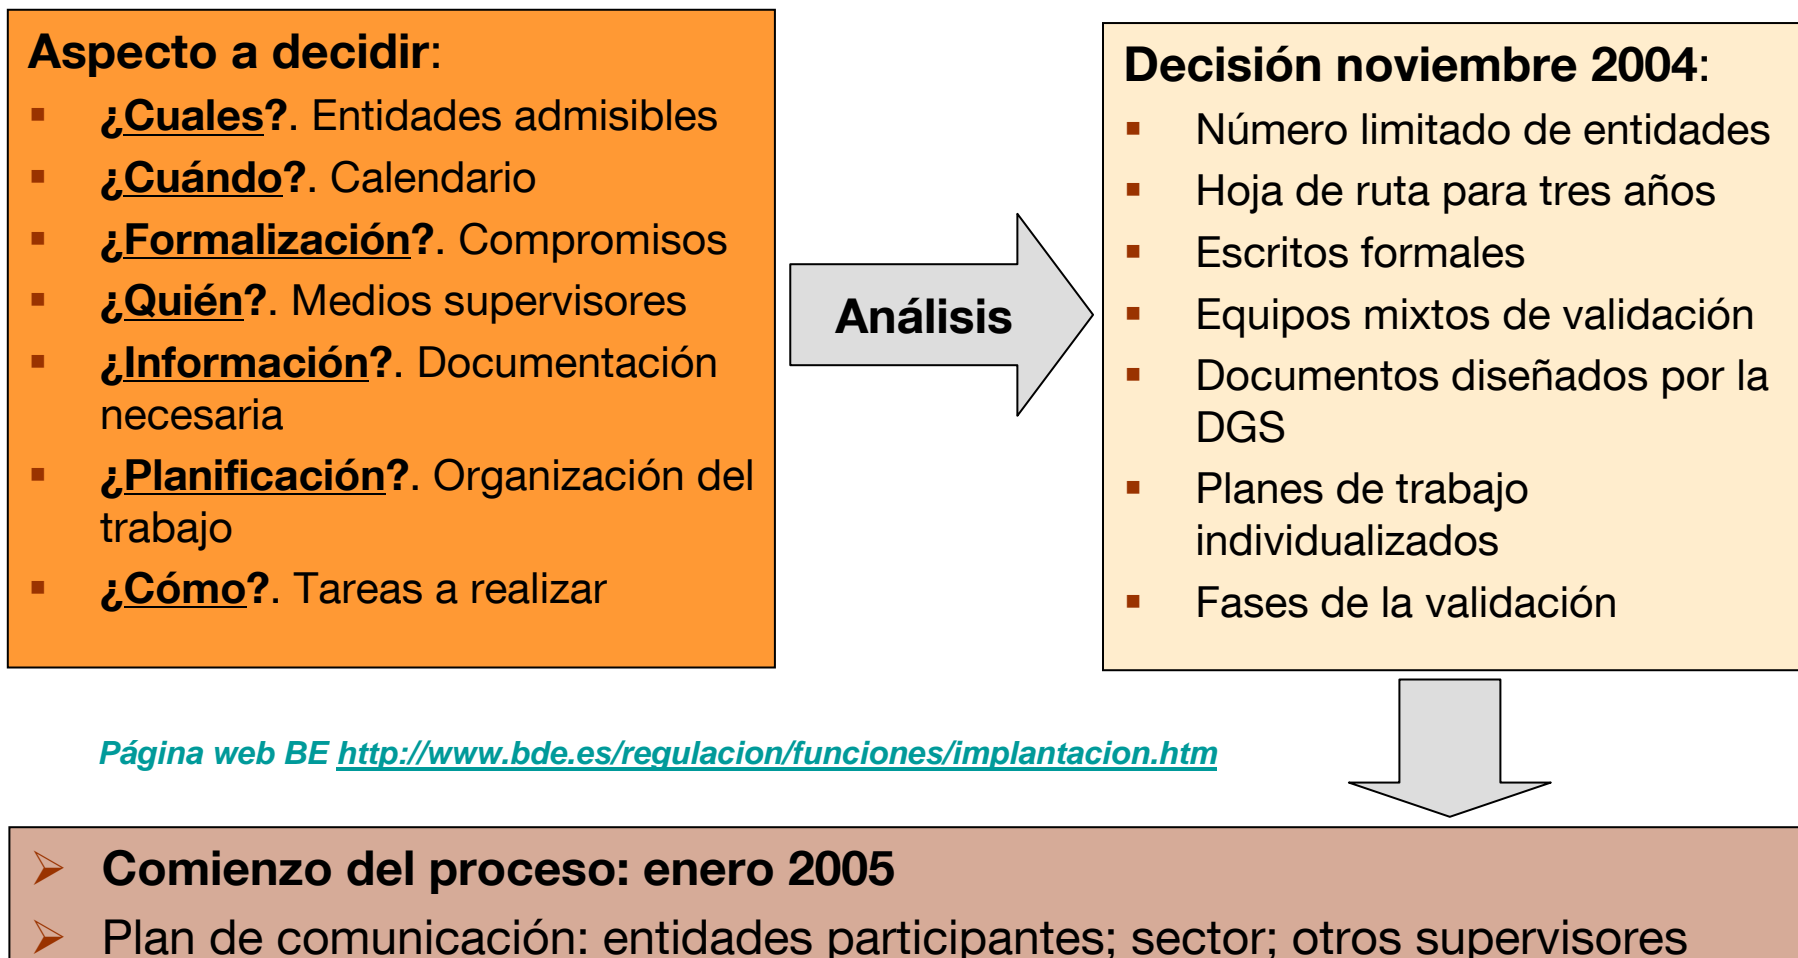 Aspecto a decidir:
▪ ¿Cuales?. Entidades admisibles
▪ ¿Cuándo?. Calendario
▪ ¿Formalización?. Compromisos
▪ ¿Quién?. Medios supervisores
▪ ¿Información?. Documentación
necesaria
▪ ¿Planificación?. Organización del
trabajo
▪ ¿Cómo?. Tareas a realizar
Análisis
Decisión noviembre 2004:
▪ Número limitado de entidades
▪ Hoja de ruta para tres años
▪ Escritos formales
▪ Equipos mixtos de validación
▪ Documentos diseñados por la
DGS
▪ Planes de trabajo
individualizados
▪ Fases de la validación
Página web BE http://www.bde.es/regulacion/funciones/implantacion.htm
➢ Comienzo del proceso: enero 2005
➢ Plan de comunicación: entidades participantes; sector; otros supervisores